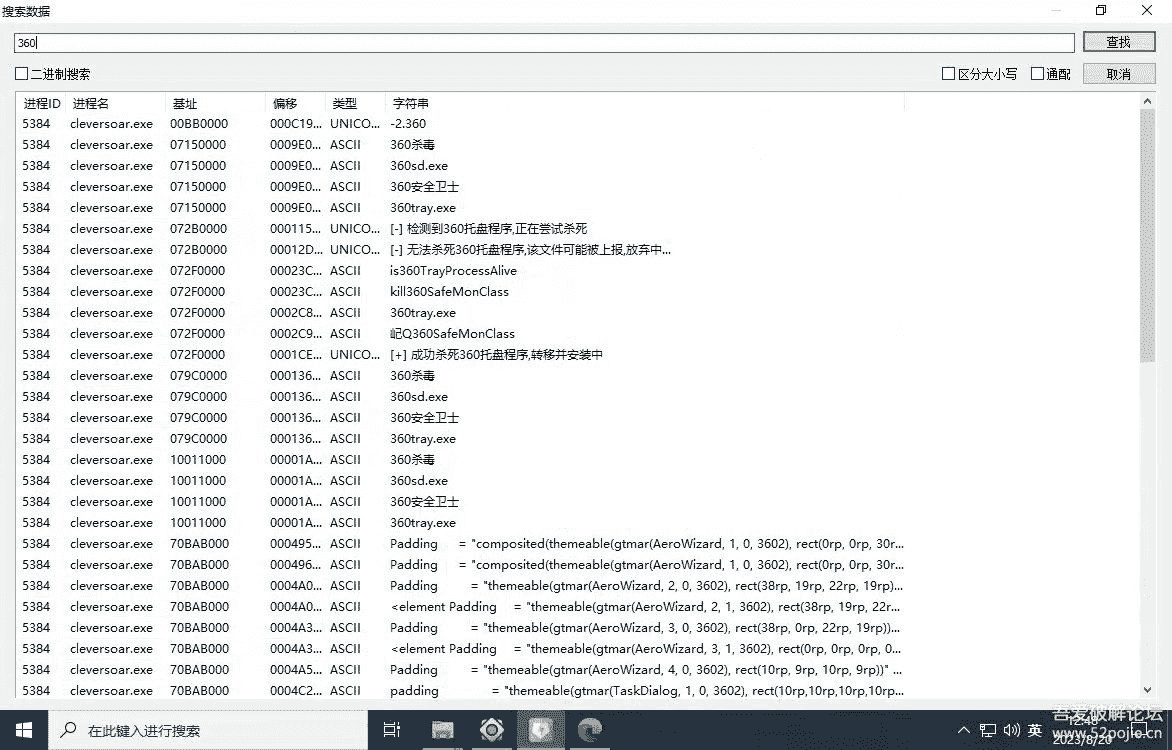 搜索数据
360
查找
二进制搜索 区分大小写 通配 取消
进程ID 进程名 基址 偏移 类型 字符串
5384 cleversoar.exe 00BB0000 000C19... UNICO... -2.360
5384 cleversoar.exe 07150000 0009E0... ASCII 360杀毒
5384 cleversoar.exe 07150000 0009E0... ASCII 360sd.exe
5384 cleversoar.exe 07150000 0009E0... ASCII 360安全卫士
5384 cleversoar.exe 07150000 0009E0... ASCII 360tray.exe
5384 cleversoar.exe 072B0000 000115... UNICO... [-] 检测到360托盘程序,正在尝试杀死
5384 cleversoar.exe 072B0000 00012D... UNICO... [-] 无法杀死360托盘程序,该文件可能被上报,放弃中...
5384 cleversoar.exe 072F0000 00023C... ASCII is360TrayProcessAlive
5384 cleversoar.exe 072F0000 00023C... ASCII kill360SafeMonClass
5384 cleversoar.exe 072F0000 0002C8... ASCII 360tray.exe
5384 cleversoar.exe 072F0000 0002C9... ASCII 屺Q360SafeMonClass
5384 cleversoar.exe 072F0000 0001CE... UNICO... [+] 成功杀死360托盘程序,转移并安装中
5384 cleversoar.exe 079C0000 000136... ASCII 360杀毒
5384 cleversoar.exe 079C0000 000136... ASCII 360sd.exe
5384 cleversoar.exe 079C0000 000136... ASCII 360安全卫士
5384 cleversoar.exe 079C0000 000136... ASCII 360tray.exe
5384 cleversoar.exe 10011000 00001A... ASCII 360杀毒
5384 cleversoar.exe 10011000 00001A... ASCII 360sd.exe
5384 cleversoar.exe 10011000 00001A... ASCII 360安全卫士
5384 cleversoar.exe 10011000 00001A... ASCII 360tray.exe
5384 cleversoar.exe 70BAB000 000495... ASCII Padding = "composited(themeable(gtmar(AeroWizard, 1, 0, 3602), rect(0rp, 0rp, 30r...
5384 cleversoar.exe 70BAB000 000496... ASCII Padding = "composited(themeable(gtmar(AeroWizard, 1, 0, 3602), rect(0rp, 0rp, 30r...
5384 cleversoar.exe 70BAB000 0004A0... ASCII Padding = "themeable(gtmar(AeroWizard, 2, 0, 3602), rect(38rp, 19rp, 22rp, 19rp)...
5384 cleversoar.exe 70BAB000 0004A0... ASCII <element Padding = "themeable(gtmar(AeroWizard, 2, 1, 3602), rect(38rp, 19rp, 22r...
5384 cleversoar.exe 70BAB000 0004A3... ASCII Padding = "themeable(gtmar(AeroWizard, 3, 0, 3602), rect(38rp, 0rp, 22rp, 19rp))...
5384 cleversoar.exe 70BAB000 0004A3... ASCII <element Padding = "themeable(gtmar(AeroWizard, 3, 1, 3602), rect(0rp, 0rp, 0rp, 0...
5384 cleversoar.exe 70BAB000 0004A5... ASCII Padding = "themeable(gtmar(AeroWizard, 4, 0, 3602), rect(10rp, 9rp, 10rp, 9rp))" ...
5384 cleversoar.exe 70BAB000 0004C2... ASCII padding = "themeable(gtmar(TaskDialog, 1, 0, 3602), rect(10rp,10rp,10rp,10rp...
在此键入进行搜索
英
12:48
2023/8/20
吾爱破解论坛
www.52pojie.cn